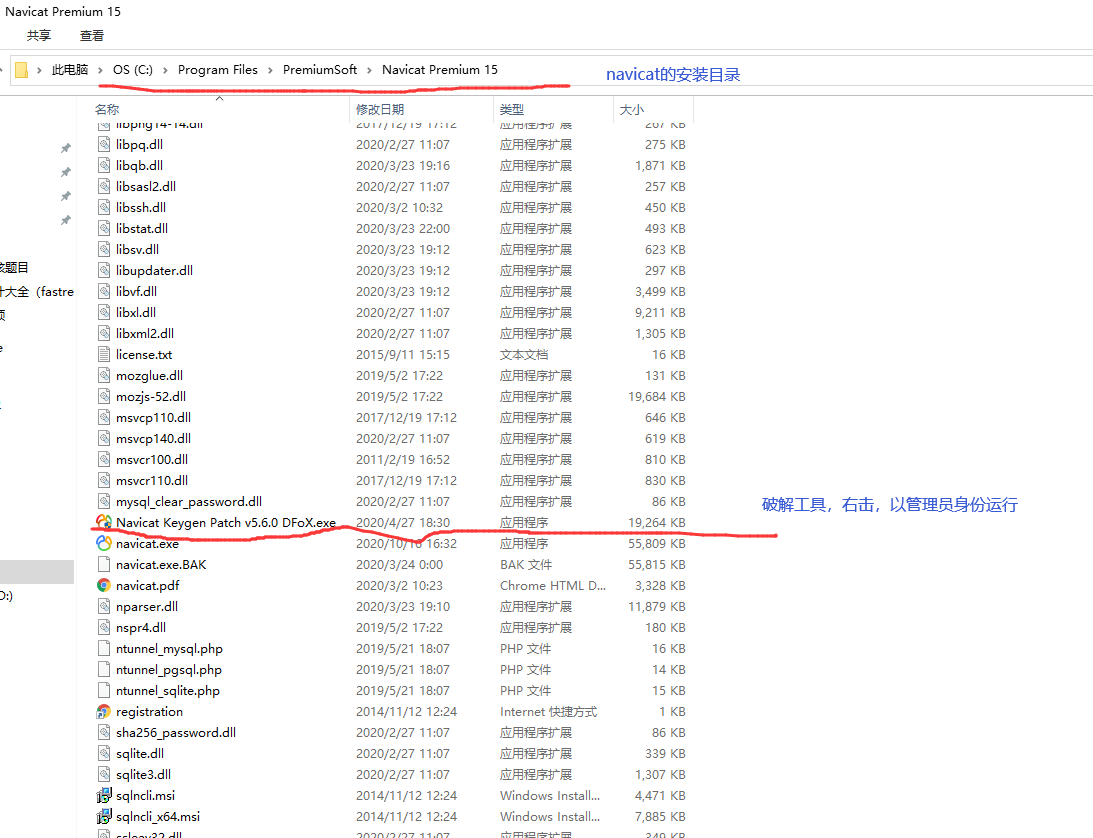 Navicat Premium 15
共享 查看
此电脑 › OS (C:) › Program Files › PremiumSoft › Navicat Premium 15
navicat的安装目录
名称 修改日期 类型 大小
libpng14-14.dll 2017/12/19 17:12 应用程序扩展 267 KB
libpq.dll 2020/2/27 11:07 应用程序扩展 275 KB
libqb.dll 2020/3/23 19:16 应用程序扩展 1,871 KB
libsasl2.dll 2020/2/27 11:07 应用程序扩展 257 KB
libssh.dll 2020/3/2 10:32 应用程序扩展 450 KB
libstat.dll 2020/3/23 22:00 应用程序扩展 493 KB
libsv.dll 2020/3/23 19:12 应用程序扩展 623 KB
核题目
libupdater.dll 2020/3/23 19:12 应用程序扩展 297 KB
计大全（fastre
libvf.dll 2020/3/23 19:12 应用程序扩展 3,499 KB
libxl.dll 2020/2/27 11:07 应用程序扩展 9,211 KB
libxml2.dll 2020/2/27 11:07 应用程序扩展 1,305 KB
license.txt 2015/9/11 15:15 文本文档 16 KB
mozglue.dll 2019/5/2 17:22 应用程序扩展 131 KB
mozjs-52.dll 2019/5/2 17:22 应用程序扩展 19,684 KB
msvcp110.dll 2017/12/19 17:12 应用程序扩展 646 KB
msvcp140.dll 2020/2/27 11:07 应用程序扩展 619 KB
msvcr100.dll 2011/2/19 16:52 应用程序扩展 810 KB
msvcr110.dll 2017/12/19 17:12 应用程序扩展 830 KB
mysql_clear_password.dll 2020/2/27 11:07 应用程序扩展 86 KB
破解工具，右击，以管理员身份运行
Navicat Keygen Patch v5.6.0 DFoX.exe 2020/4/27 18:30 应用程序 19,264 KB
navicat.exe 2020/10/16 16:32 应用程序 55,809 KB
navicat.exe.BAK 2020/3/24 0:00 BAK 文件 55,815 KB
navicat.pdf 2020/3/2 10:23 Chrome HTML D... 3,328 KB
D:)
nparser.dll 2020/3/23 19:10 应用程序扩展 11,879 KB
nspr4.dll 2019/5/2 17:22 应用程序扩展 180 KB
ntunnel_mysql.php 2019/5/21 18:07 PHP 文件 16 KB
ntunnel_pgsql.php 2019/5/21 18:07 PHP 文件 14 KB
ntunnel_sqlite.php 2019/5/21 18:07 PHP 文件 15 KB
registration 2014/11/12 12:24 Internet 快捷方式 1 KB
sha256_password.dll 2020/2/27 11:07 应用程序扩展 86 KB
sqlite.dll 2020/2/27 11:07 应用程序扩展 339 KB
sqlite3.dll 2020/2/27 11:07 应用程序扩展 1,307 KB
sqlncli.msi 2014/11/12 12:24 Windows Install... 4,471 KB
sqlncli_x64.msi 2014/11/12 12:24 Windows Install... 7,885 KB
ssleay32.dll 2020/2/27 11:07 应用程序扩展 349 KB